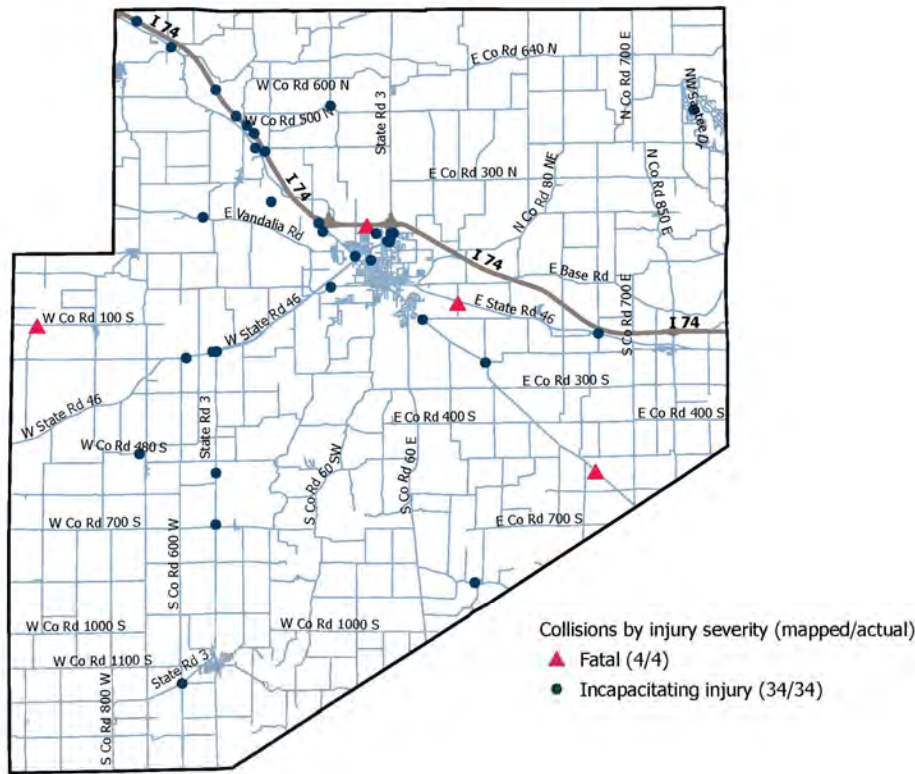 I 74
E Co Rd 640 N
N Co Rd 700 E
W Co Rd 600 N
NW Santee Dr
W Co Rd 500 N
State Rd 3
E Co Rd 300 N
N Co Rd 80 NE
N Co Rd 850 E
I 74
E Vandalia Rd
I 74
E Base Rd
E State Rd 46
S Co Rd 700 E
W Co Rd 100 S
W State Rd 46
I 74
E Co Rd 300 S
W State Rd 46
State Rd 3
E Co Rd 400 S
E Co Rd 400 S
W Co Rd 480 S
S Co Rd 60 SW
S Co Rd 60 E
W Co Rd 700 S
E Co Rd 700 S
S Co Rd 600 W
W Co Rd 1000 S
W Co Rd 1000 S
W Co Rd 1100 S
State Rd 3
S Co Rd 800 W
Collisions by injury severity (mapped/actual)
Fatal (4/4)
Incapacitating injury (34/34)